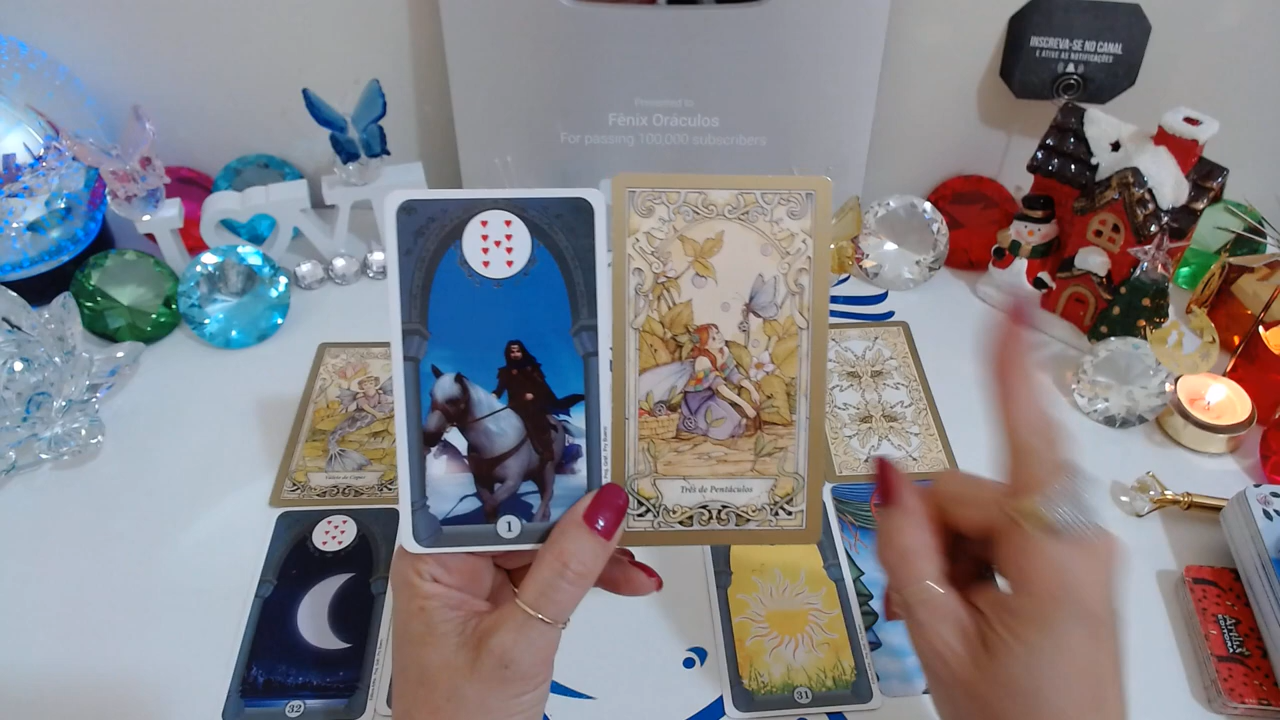 INSCREVA-SE NO CANAL
E ATIVE AS NOTIFICAÇÕES
Presented to
Fênix Oráculos
For passing 100,000 subscribers
LOVE
1
Três de Pentáculos
32
31